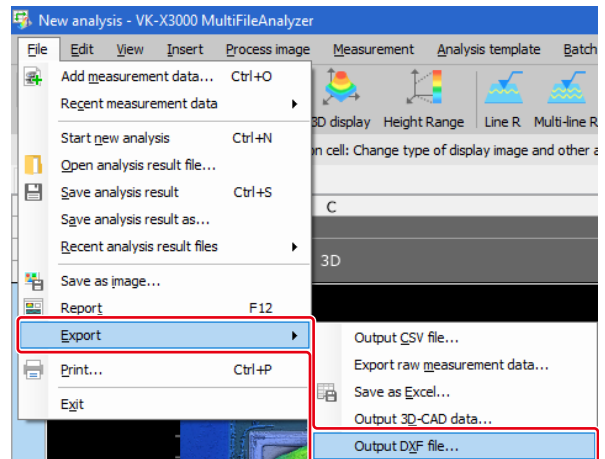 New analysis - VK-X3000 MultiFileAnalyzer
File Edit View Insert Process image Measurement Analysis template Batch
Add measurement data... Ctrl+O
Recent measurement data
Start new analysis Ctrl+N
Open analysis result file...
Save analysis result Ctrl+S
Save analysis result as...
Recent analysis result files
Save as image...
Report F12
Export
Print... Ctrl+P
Exit
3D display Height Range Line R Multi-line R
on cell: Change type of display image and other a
C
3D
Output CSV file...
Export raw measurement data...
Save as Excel...
Output 3D-CAD data...
Output DXF file...